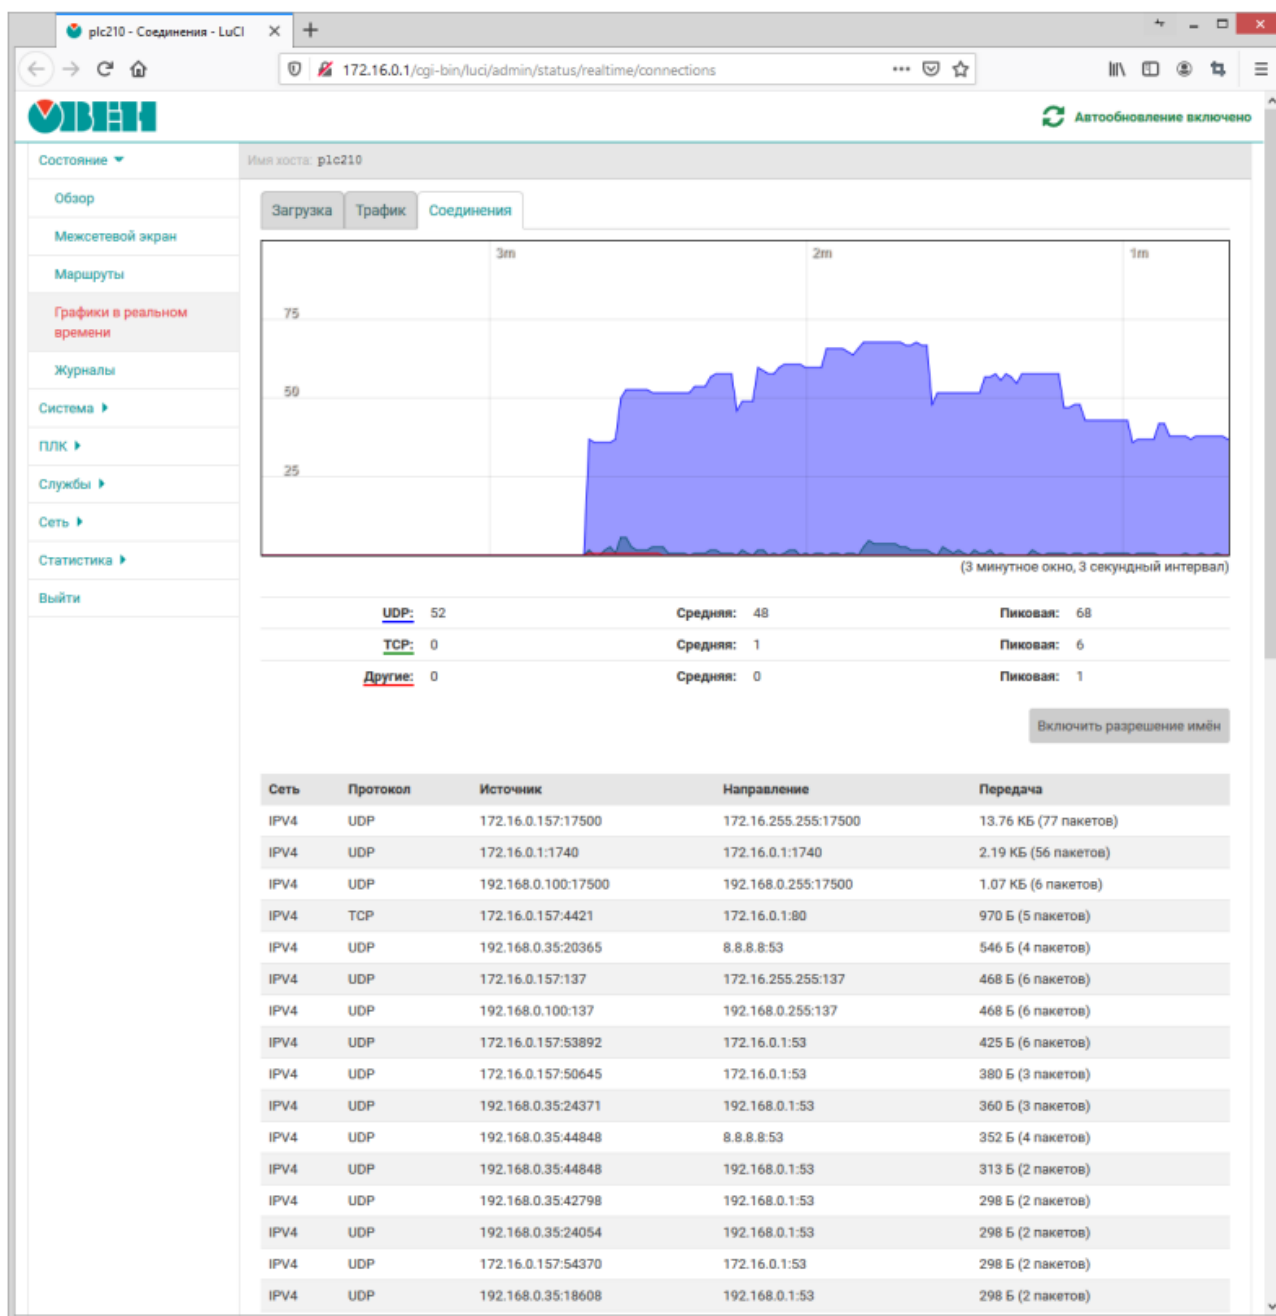 plc210 - Соединения - LuCI
172.16.0.1/cgi-bin/luci/admin/status/realtime/connections
ОВЕН
Автообновление включено
Состояние
Имя хоста: plc210
Обзор
Межсетевой экран
Маршруты
Графики в реальном
времени
Журналы
Система
ПЛК
Службы
Сеть
Статистика
Выйти
Загрузка Трафик Соединения
3m 2m 1m
75
50
25
(3 минутное окно, 3 секундный интервал)
UDP: 52 Средняя: 48 Пиковая: 68
TCP: 0 Средняя: 1 Пиковая: 6
Другие: 0 Средняя: 0 Пиковая: 1
Включить разрешение имён
Сеть Протокол Источник Направление Передача
IPV4 UDP 172.16.0.157:17500 172.16.255.255:17500 13.76 КБ (77 пакетов)
IPV4 UDP 172.16.0.1:1740 172.16.0.1:1740 2.19 КБ (56 пакетов)
IPV4 UDP 192.168.0.100:17500 192.168.0.255:17500 1.07 КБ (6 пакетов)
IPV4 TCP 172.16.0.157:4421 172.16.0.1:80 970 Б (5 пакетов)
IPV4 UDP 192.168.0.35:20365 8.8.8.8:53 546 Б (4 пакетов)
IPV4 UDP 172.16.0.157:137 172.16.255.255:137 468 Б (6 пакетов)
IPV4 UDP 192.168.0.100:137 192.168.0.255:137 468 Б (6 пакетов)
IPV4 UDP 172.16.0.157:53892 172.16.0.1:53 425 Б (6 пакетов)
IPV4 UDP 172.16.0.157:50645 172.16.0.1:53 380 Б (3 пакетов)
IPV4 UDP 192.168.0.35:24371 192.168.0.1:53 360 Б (3 пакетов)
IPV4 UDP 192.168.0.35:44848 8.8.8.8:53 352 Б (4 пакетов)
IPV4 UDP 192.168.0.35:44848 192.168.0.1:53 313 Б (2 пакетов)
IPV4 UDP 192.168.0.35:42798 192.168.0.1:53 298 Б (2 пакетов)
IPV4 UDP 192.168.0.35:24054 192.168.0.1:53 298 Б (2 пакетов)
IPV4 UDP 172.16.0.157:54370 172.16.0.1:53 298 Б (2 пакетов)
IPV4 UDP 192.168.0.35:18608 192.168.0.1:53 298 Б (2 пакетов)